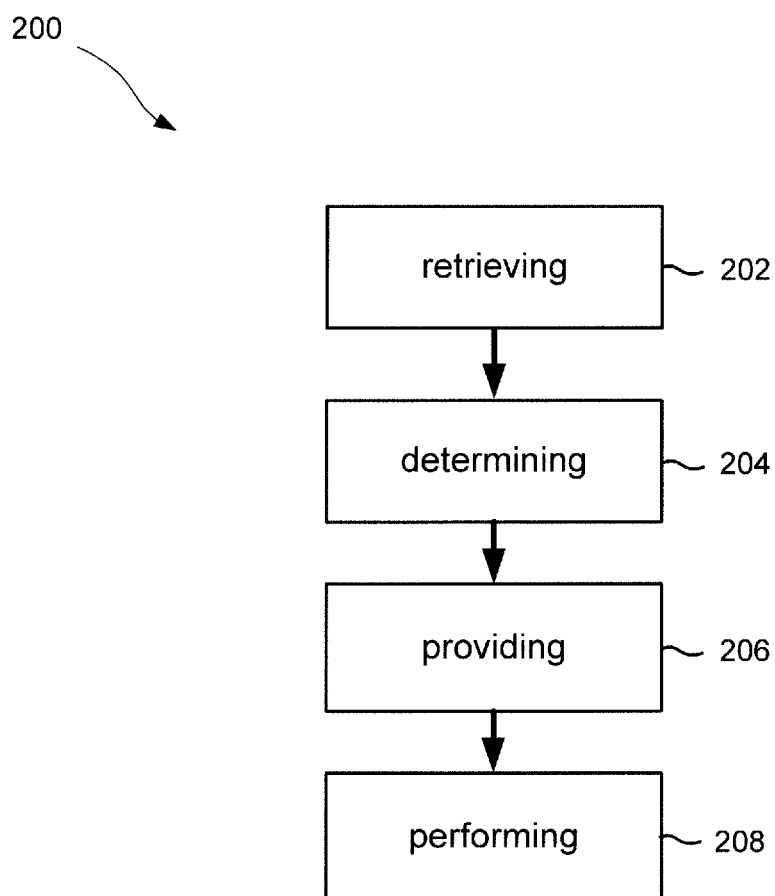 200
retrieving 202
determining 204
providing 206
performing 208